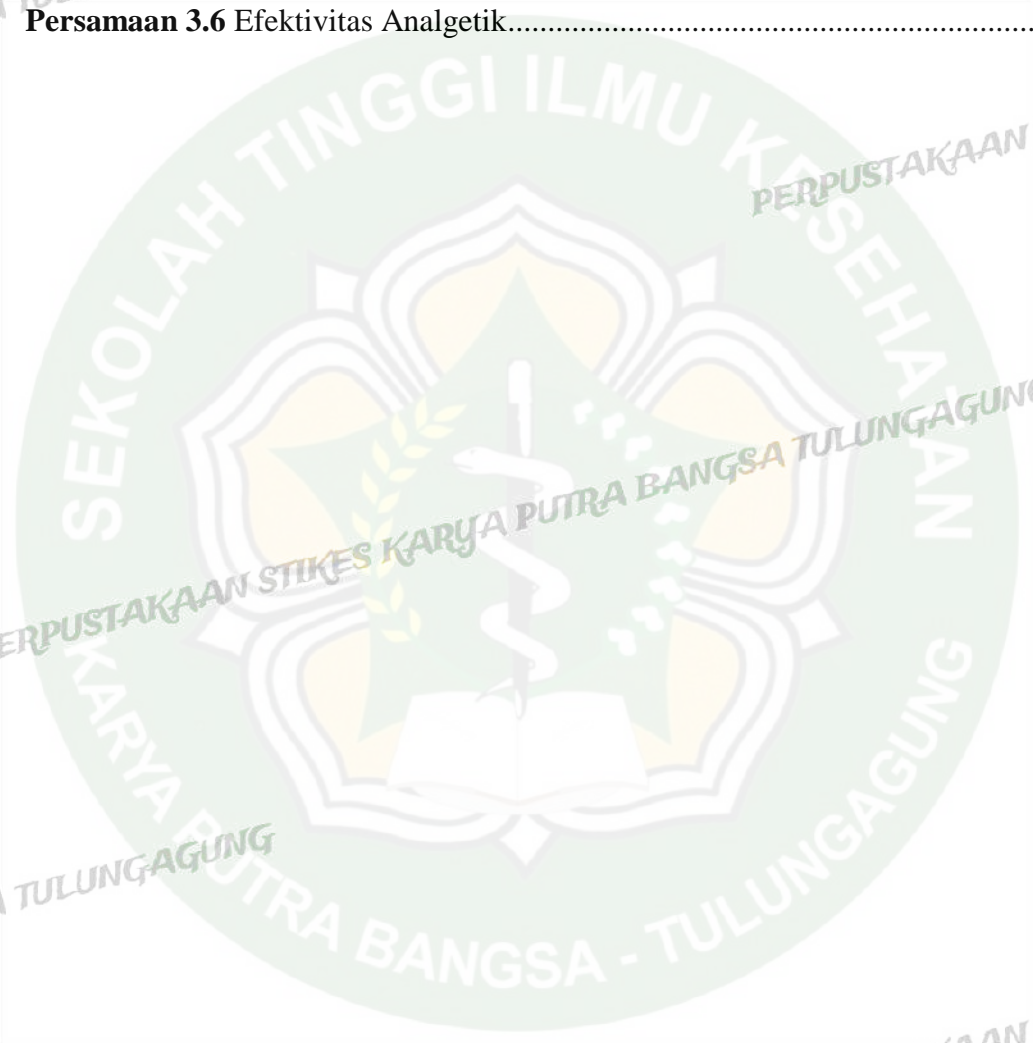 Persamaan 3.6 Efektivitas Analgetik..................................................................
SEKOLAH TINGGI ILMU KESEHATAN
PERPUSTAKAAN
PERPUSTAKAAN STIKES KARYA PUTRA BANGSA TULUNGAGUNG
TULUNGAGUNG
KARYA PUTRA BANGSA - TULUNGAGUNG